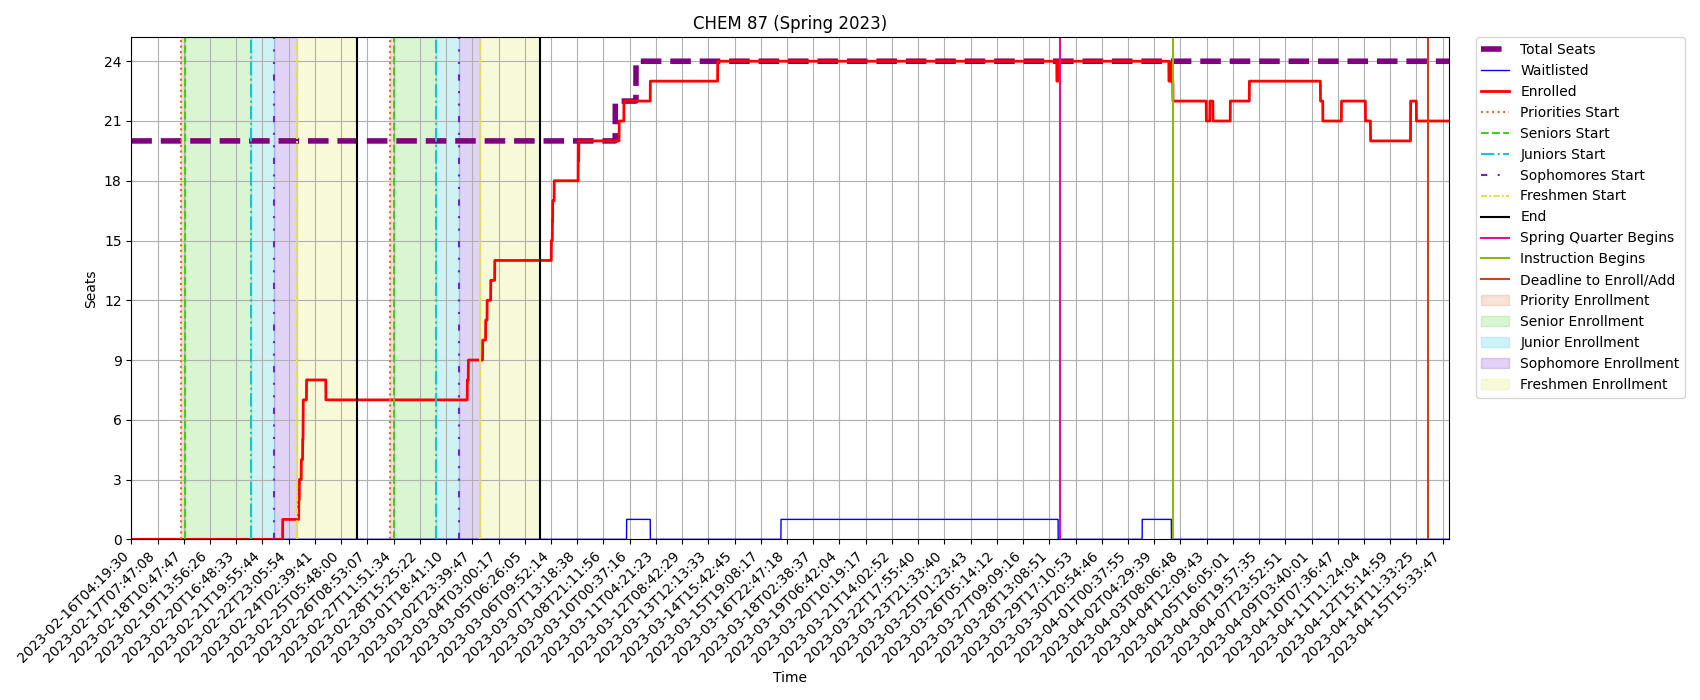 CHEM 87 (Spring 2023)
Seats
24
21
18
15
12
9
6
3
0
2023-02-16T04:19:30
2023-02-17T07:47:08
2023-02-18T10:47:47
2023-02-19T13:56:26
2023-02-20T16:48:33
2023-02-21T19:55:44
2023-02-22T23:05:54
2023-02-24T02:39:41
2023-02-25T05:48:00
2023-02-26T08:53:07
2023-02-27T11:51:34
2023-02-28T15:25:22
2023-03-01T18:41:10
2023-03-02T23:39:47
2023-03-04T03:00:17
2023-03-05T06:26:05
2023-03-06T09:52:14
2023-03-07T13:18:38
2023-03-08T21:11:56
2023-03-10T00:37:16
2023-03-11T04:21:23
2023-03-12T08:42:29
2023-03-13T12:13:33
2023-03-14T15:42:45
2023-03-15T19:08:17
2023-03-16T22:47:18
2023-03-18T02:38:37
2023-03-19T06:42:04
2023-03-20T10:19:17
2023-03-21T14:02:52
2023-03-22T17:55:40
2023-03-23T21:33:40
2023-03-25T01:23:43
2023-03-26T05:14:12
2023-03-27T09:09:16
2023-03-28T13:08:51
2023-03-29T17:10:53
2023-03-30T20:54:46
2023-04-01T00:37:55
2023-04-02T04:29:39
2023-04-03T08:06:48
2023-04-04T12:09:43
2023-04-05T16:05:01
2023-04-06T19:57:35
2023-04-07T23:52:51
2023-04-09T03:40:01
2023-04-10T07:36:47
2023-04-11T11:24:04
2023-04-12T15:14:59
2023-04-14T11:33:25
2023-04-15T15:33:47
Time
Total Seats
Waitlisted
Enrolled
Priorities Start
Seniors Start
Juniors Start
Sophomores Start
Freshmen Start
End
Spring Quarter Begins
Instruction Begins
Deadline to Enroll/Add
Priority Enrollment
Senior Enrollment
Junior Enrollment
Sophomore Enrollment
Freshmen Enrollment